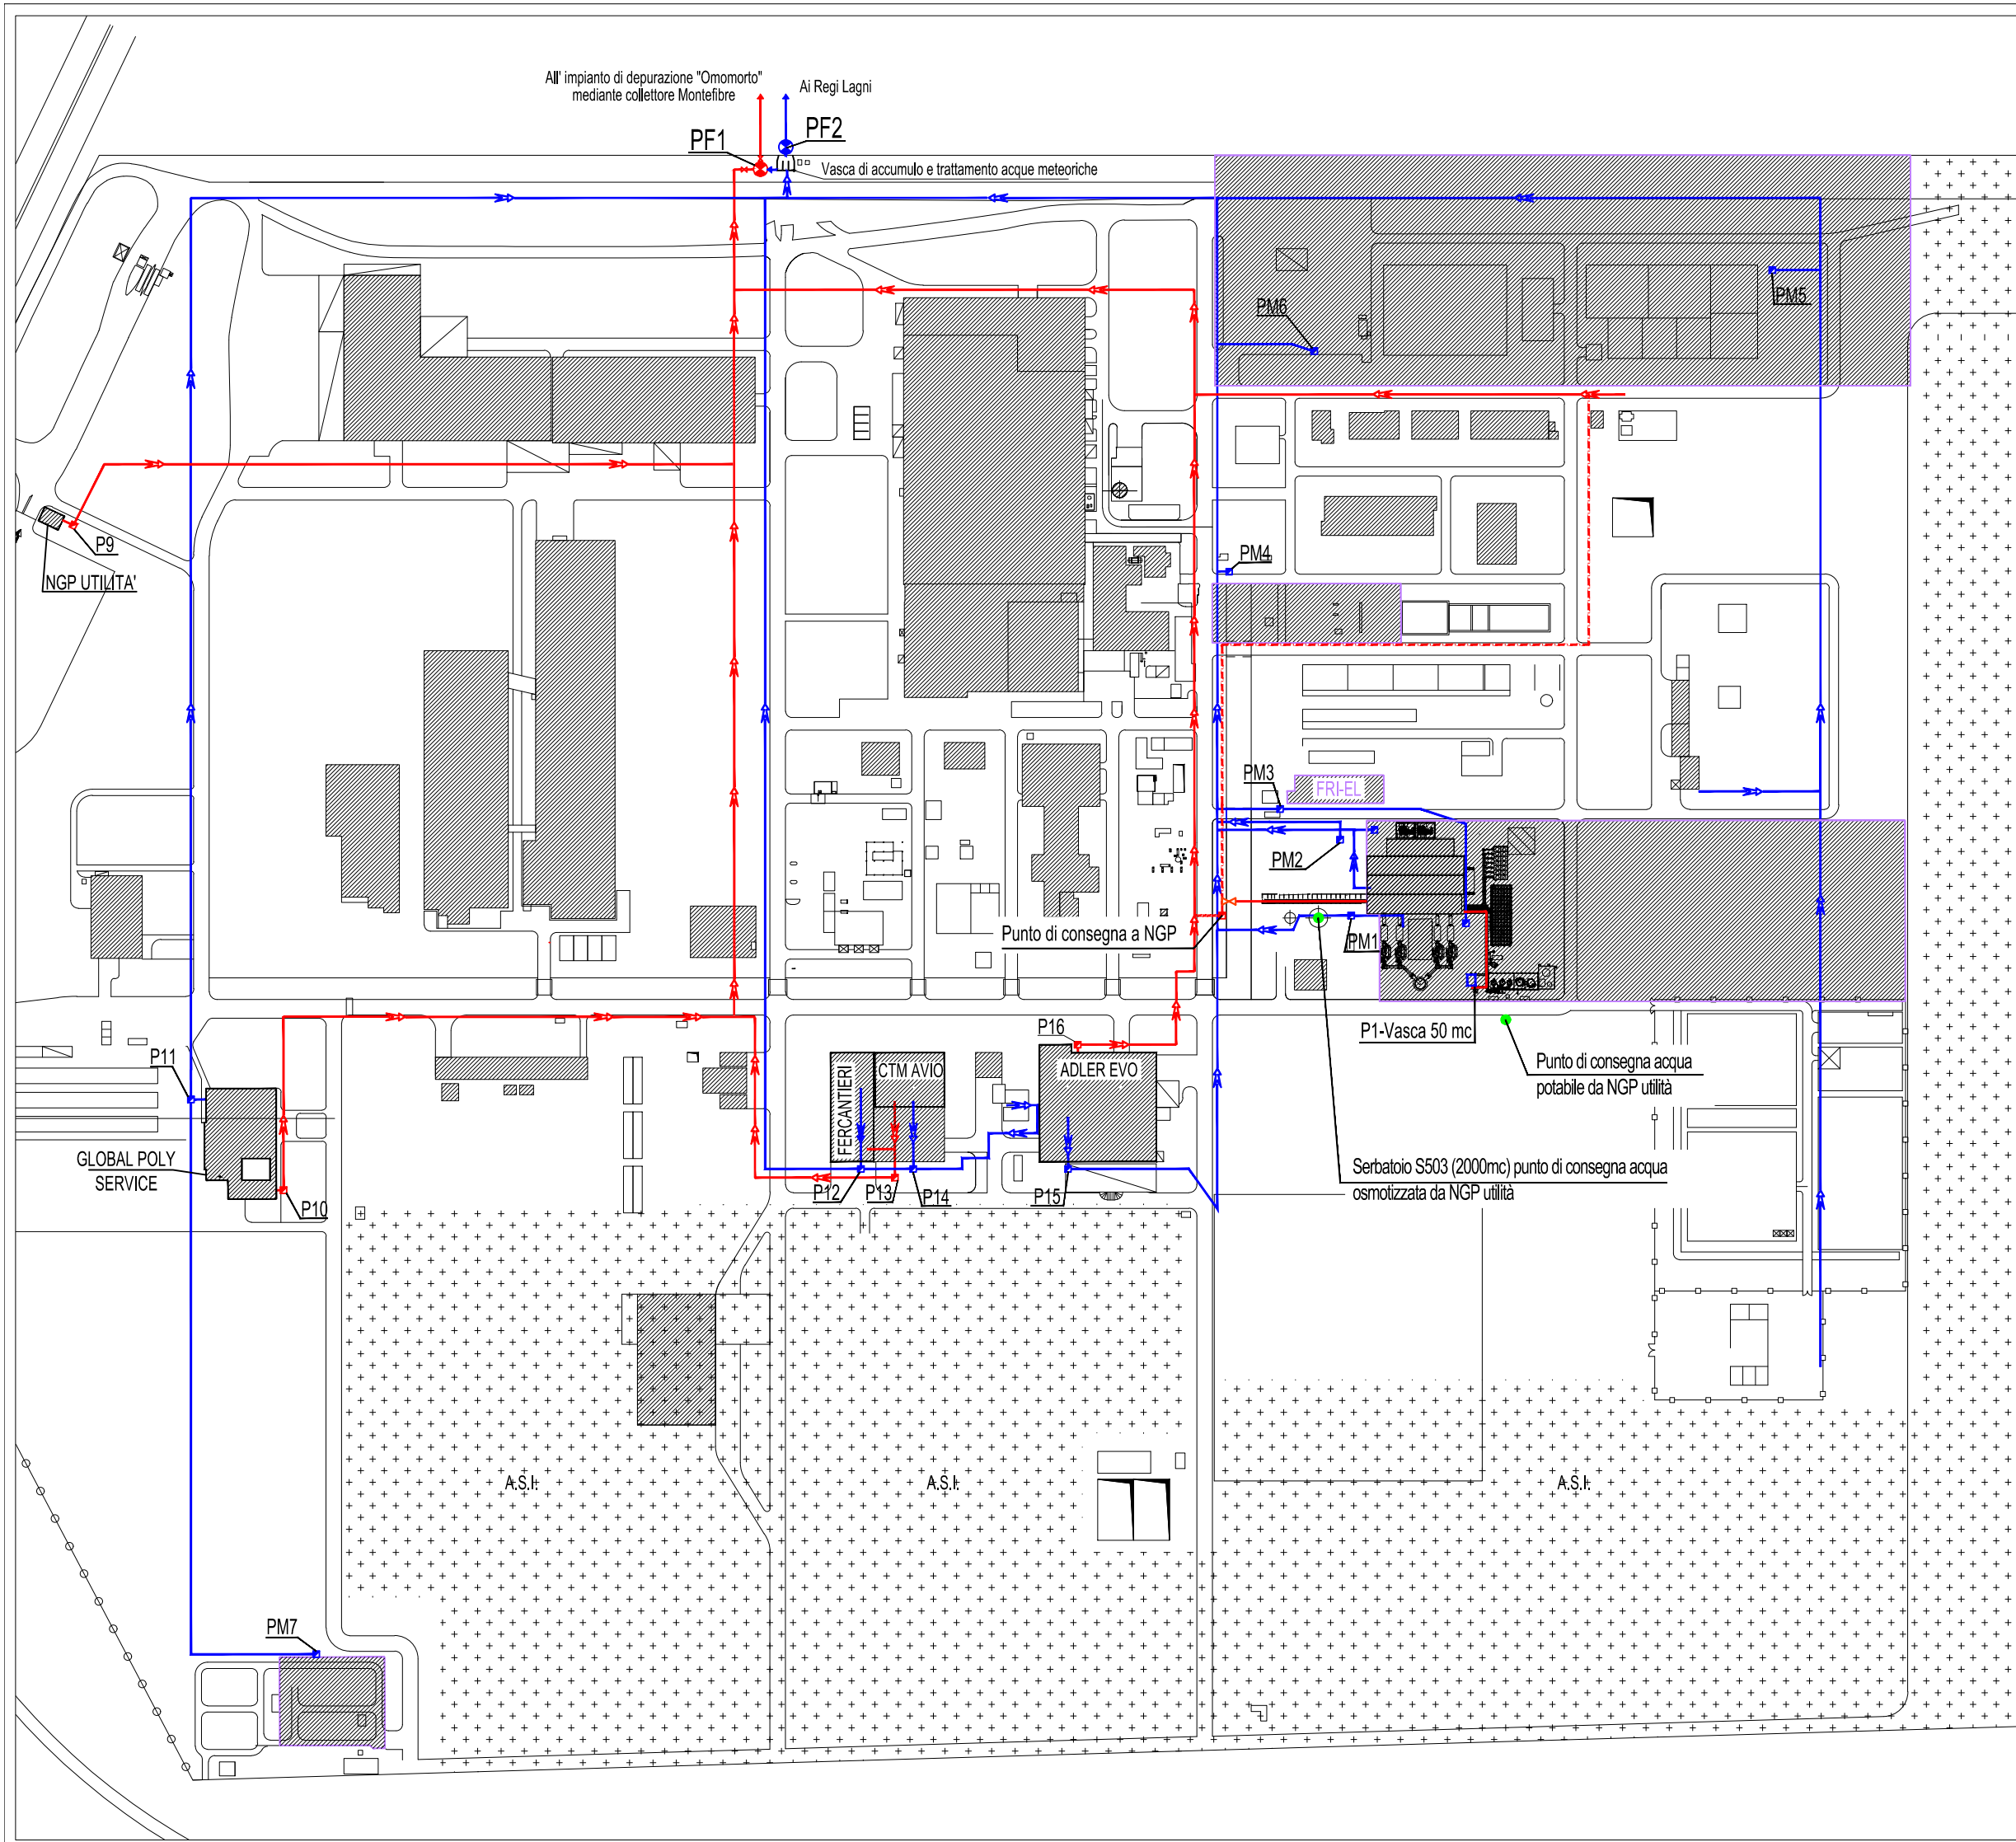 All' impianto di depurazione "Omomorto"
mediante collettore Montefibre
Ai Regi Lagni
PF1
PF2
Vasca di accumulo e trattamento acque meteoriche
PM6
PM5
P9
NGP UTILITA'
PM4
PM3
FRI-EL
PM2
Punto di consegna a NGP
PM1
P1-Vasca 50 mc
Punto di consegna acqua
potabile da NGP utilità
P16
P11
FERCANTIERI
CTM AVIO
ADLER EVO
GLOBAL POLY
SERVICE
P10
P12
P13
P14
P15
Serbatoio S503 (2000mc) punto di consegna acqua
osmotizzata da NGP utilità
A.S.I.
A.S.I.
A.S.I.
PM7